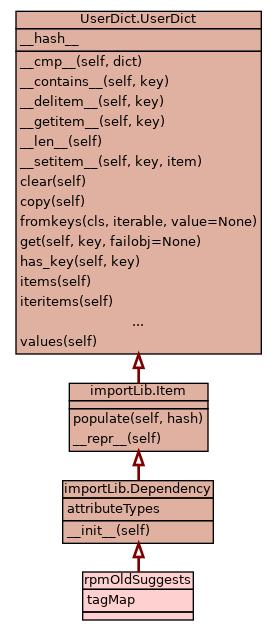 UserDict.UserDict
__hash__
__cmp__(self, dict)
__contains__(self, key)
__delitem__(self, key)
__getitem__(self, key)
__len__(self)
__setitem__(self, key, item)
clear(self)
copy(self)
fromkeys(cls, iterable, value=None)
get(self, key, failobj=None)
has_key(self, key)
items(self)
iteritems(self)
...
values(self)
importLib.Item
populate(self, hash)
__repr__(self)
importLib.Dependency
attributeTypes
__init__(self)
rpmOldSuggests
tagMap